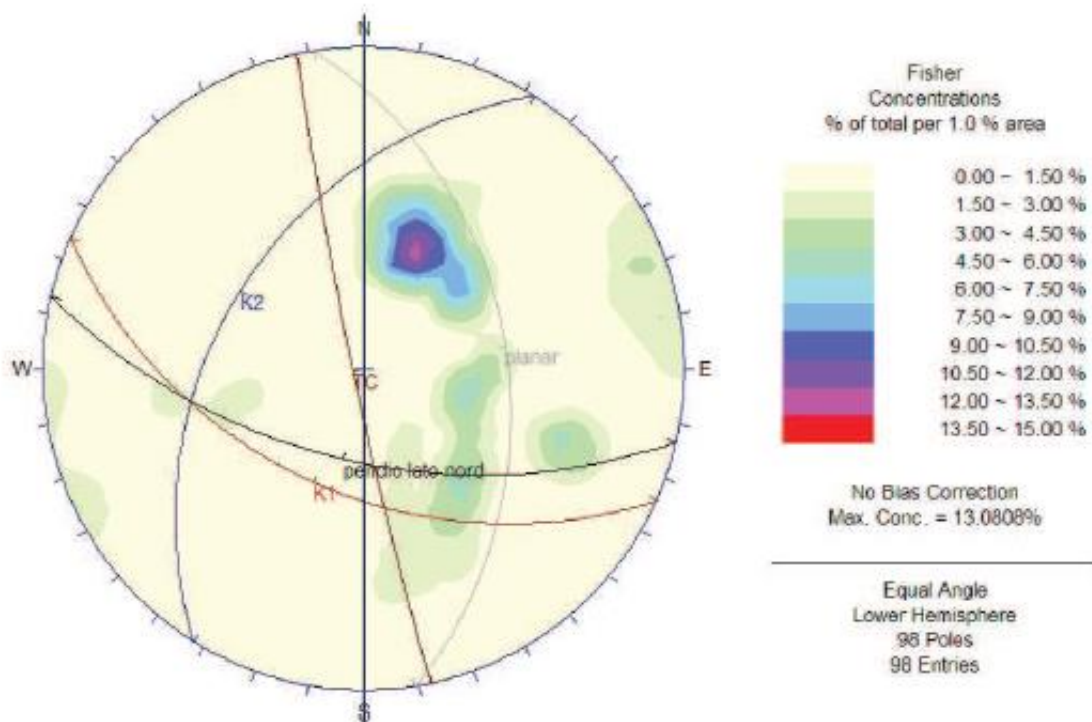 N
Fisher
Concentrations
% of total per 1.0 % area
0.00 ~ 1.50 %
1.50 ~ 3.00 %
3.00 ~ 4.50 %
4.50 ~ 6.00 %
6.00 ~ 7.50 %
7.50 ~ 9.00 %
9.00 ~ 10.50 %
10.50 ~ 12.00 %
12.00 ~ 13.50 %
13.50 ~ 15.00 %
K2
planar
W
TC
E
pendio lato nord
k1
No Bias Correction
Max. Conc. = 13.0808%
Equal Angle
Lower Hemisphere
98 Poles
98 Entries
S